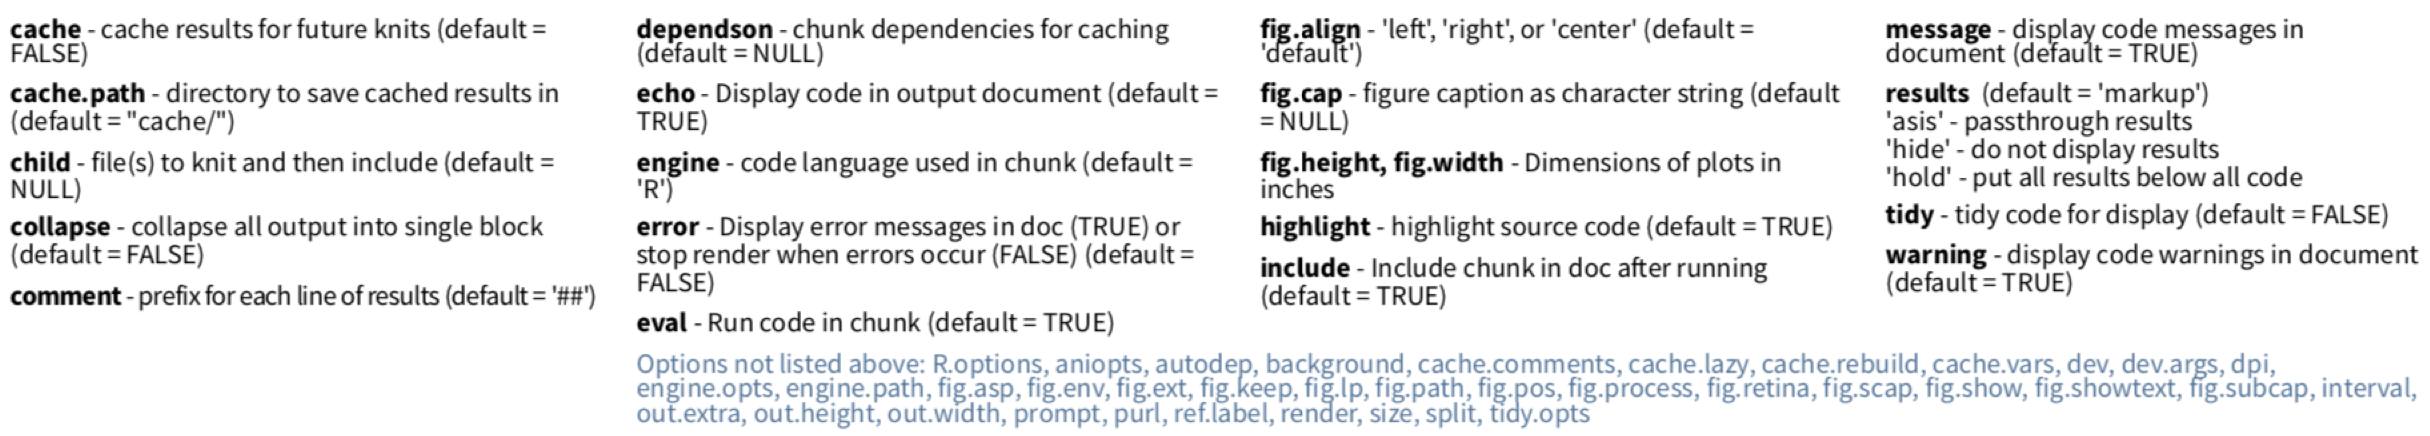 cache - cache results for future knits (default =
FALSE)
cache.path - directory to save cached results in
(default = "cache/")
child - file(s) to knit and then include (default =
NULL)
collapse - collapse all output into single block
(default = FALSE)
comment - prefix for each line of results (default = '##')
dependson - chunk dependencies for caching
(default = NULL)
echo - Display code in output document (default =
TRUE)
engine - code language used in chunk (default =
'R')
error - Display error messages in doc (TRUE) or
stop render when errors occur (FALSE) (default =
FALSE)
eval - Run code in chunk (default = TRUE)
fig.align - 'left', 'right', or 'center' (default =
'default')
fig.cap - figure caption as character string (default
= NULL)
fig.height, fig.width - Dimensions of plots in
inches
highlight - highlight source code (default = TRUE)
include - Include chunk in doc after running
(default = TRUE)
message - display code messages in
document (default = TRUE)
results (default = 'markup')
'asis' - passthrough results
'hide' - do not display results
'hold' - put all results below all code
tidy - tidy code for display (default = FALSE)
warning - display code warnings in document
(default = TRUE)
Options not listed above: R.options, aniopts, autodep, background, cache.comments, cache.lazy, cache.rebuild, cache.vars, dev, dev.args, dpi,
engine.opts, engine.path, fig.asp, fig.env, fig.ext, fig.keep, fig.lp, fig.path, fig.pos, fig.process, fig.retina, fig.scap, fig.show, fig.showtext, fig.subcap, interval,
out.extra, out.height, out.width, prompt, purl, ref.label, render, size, split, tidy.opts